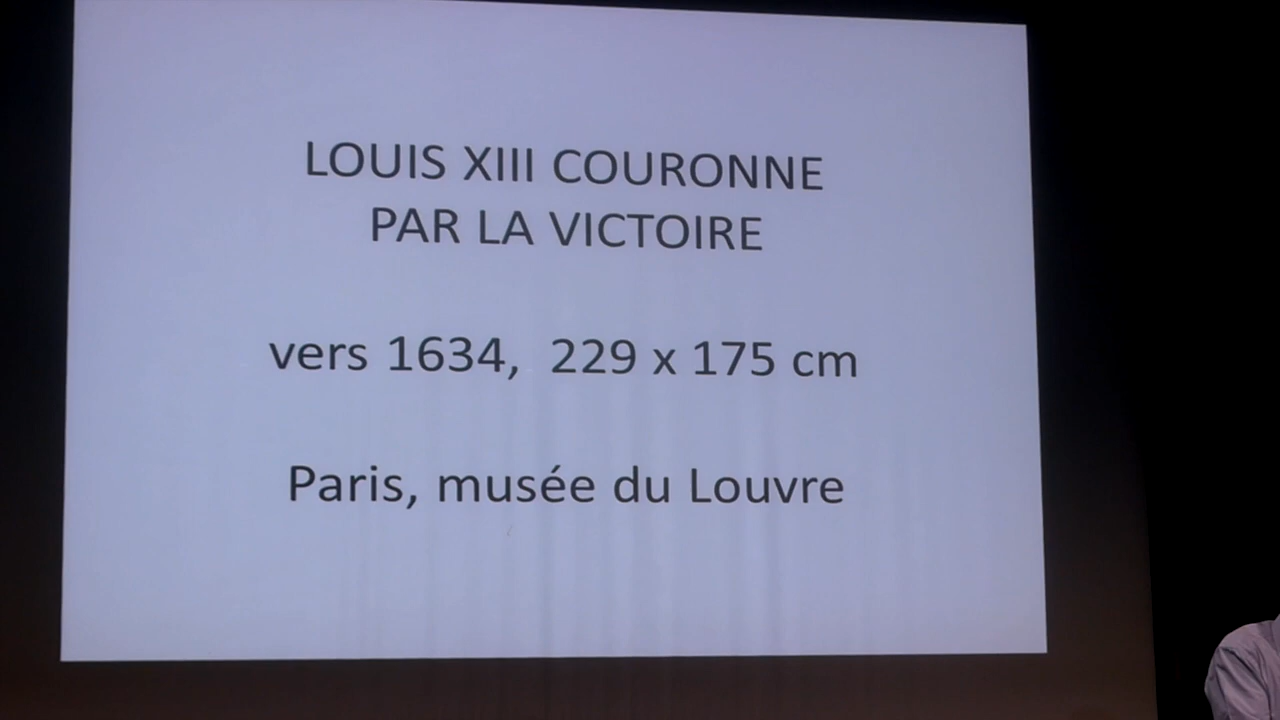 LOUIS XIII COURONNE
PAR LA VICTOIRE
vers 1634, 229 x 175 cm
Paris, musée du Louvre